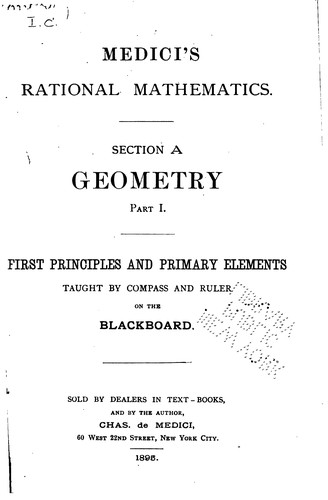 I.C.
MEDICI'S
RATIONAL MATHEMATICS.
SECTION A
GEOMETRY
PART I.
FIRST PRINCIPLES AND PRIMARY ELEMENTS
TAUGHT BY COMPASS AND RULER
ON THE
BLACKBOARD.
SOLD BY DEALERS IN TEXT-BOOKS,
AND BY THE AUTHOR,
CHAS. de MEDICI,
60 WEST 22ND STREET, NEW YORK CITY.
1895.